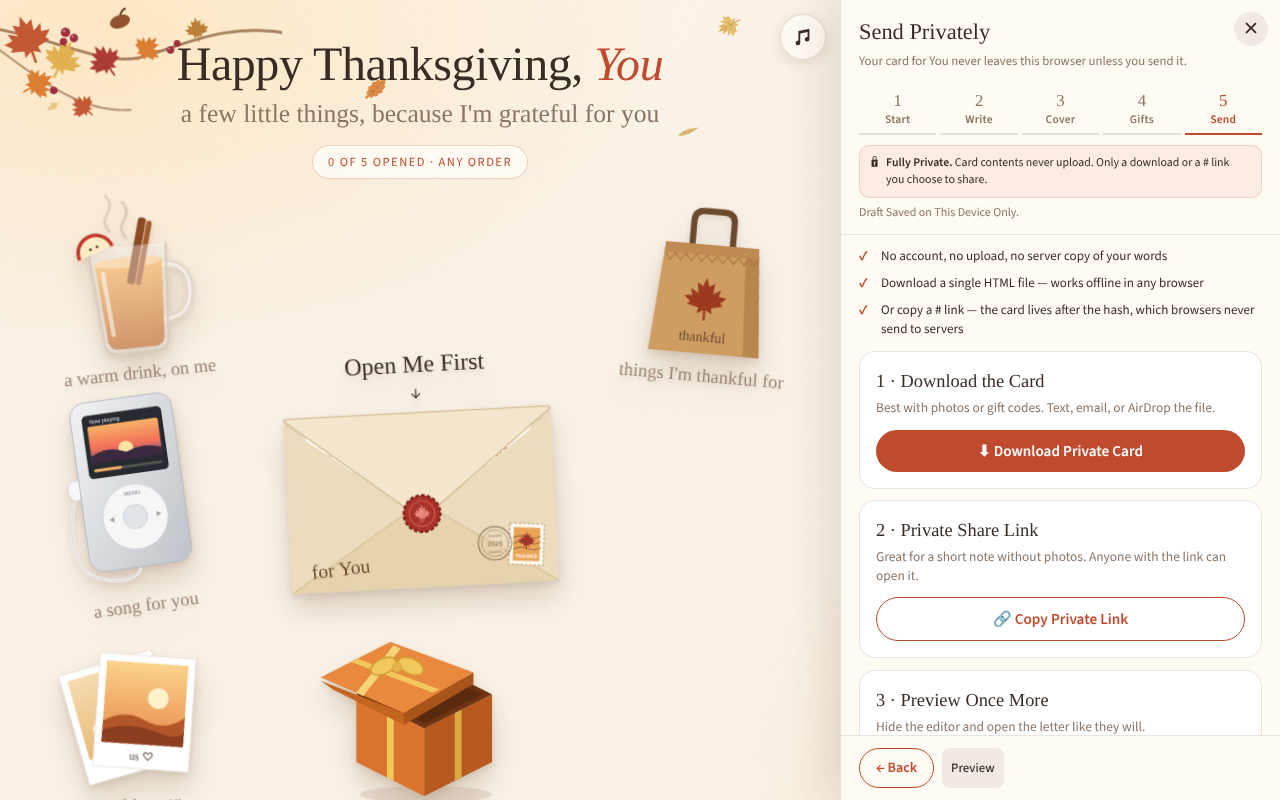 Happy Thanksgiving, You
a few little things, because I'm grateful for you
0 OF 5 OPENED · ANY ORDER
a warm drink, on me
thankful
things I'm thankful for
Open Me First
↓
Now playing
MENU
a song for you
2026
THANKS
for You
us ♡
Send Privately
✕
Your card for You never leaves this browser unless you send it.
1 2 3 4 5
Start Write Cover Gifts Send
Fully Private. Card contents never upload. Only a download or a # link
you choose to share.
Draft Saved on This Device Only.
✓ No account, no upload, no server copy of your words
✓ Download a single HTML file — works offline in any browser
✓ Or copy a # link — the card lives after the hash, which browsers never
send to servers
1 · Download the Card
Best with photos or gift codes. Text, email, or AirDrop the file.
⬇ Download Private Card
2 · Private Share Link
Great for a short note without photos. Anyone with the link can
open it.
🔗 Copy Private Link
3 · Preview Once More
Hide the editor and open the letter like they will.
← Back
Preview